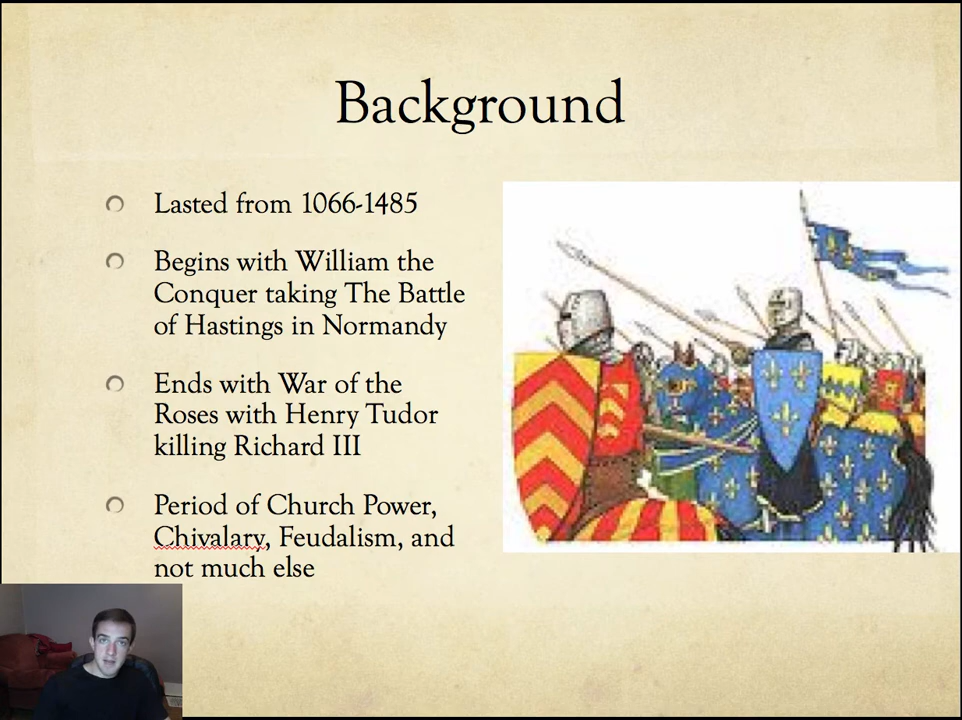 Background
Lasted from 1066-1485
Begins with William the
Conquer taking The Battle
of Hastings in Normandy
Ends with War of the
Roses with Henry Tudor
killing Richard III
Period of Church Power,
Chivalary, Feudalism, and
not much else